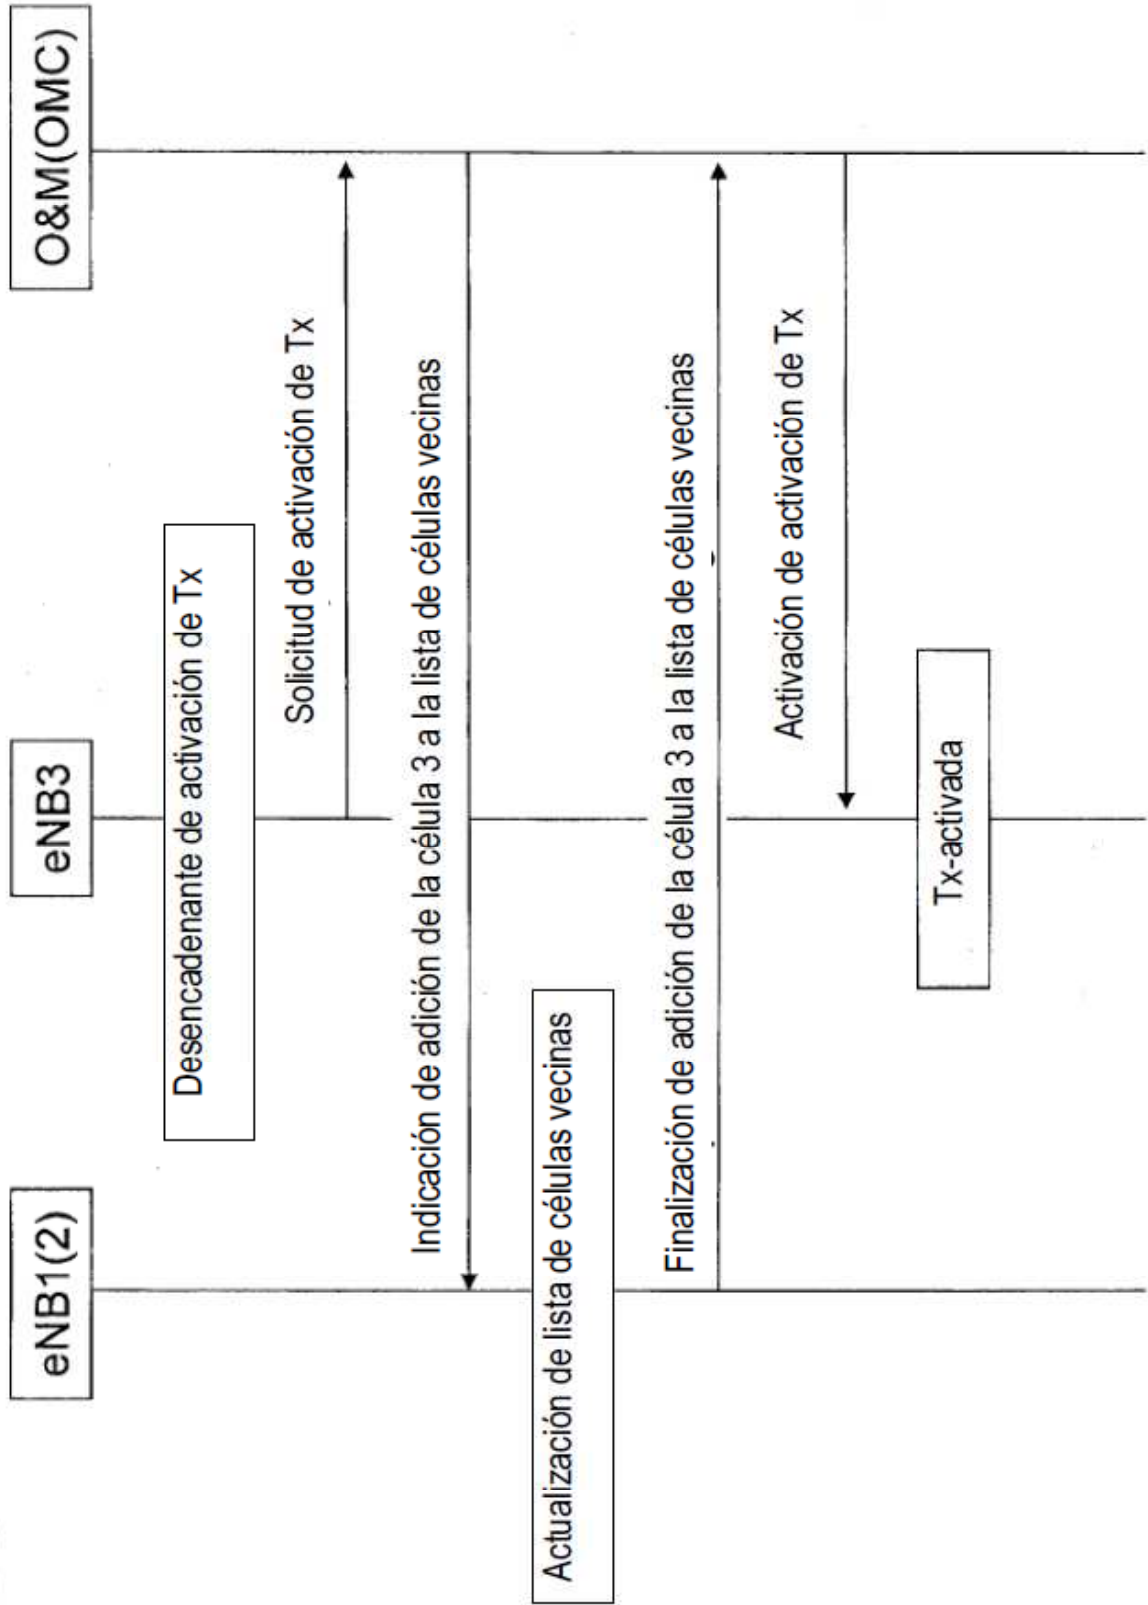 eNB1(2)
eNB3
O&M(OMC)
Desencadenante de activación de Tx
Solicitud de activación de Tx
Indicación de adición de la célula 3 a la lista de células vecinas
Actualización de lista de células vecinas
Finalización de adición de la célula 3 a la lista de células vecinas
Activación de activación de Tx
Tx-activada